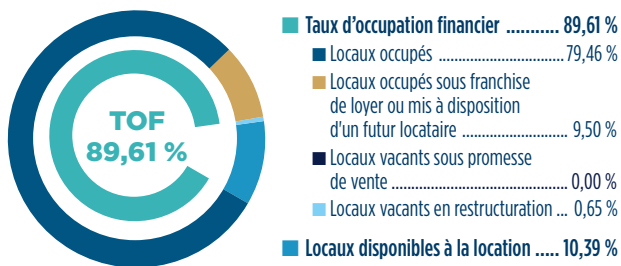 TOF
89,61 %
Taux d'occupation financier ........... 89,61 %
Locaux occupés ................................ 79,46 %
Locaux occupés sous franchise
de loyer ou mis à disposition
d'un futur locataire ........................... 9,50 %
Locaux vacants sous promesse
de vente ............................................. 0,00 %
Locaux vacants en restructuration ... 0,65 %
Locaux disponibles à la location ..... 10,39 %